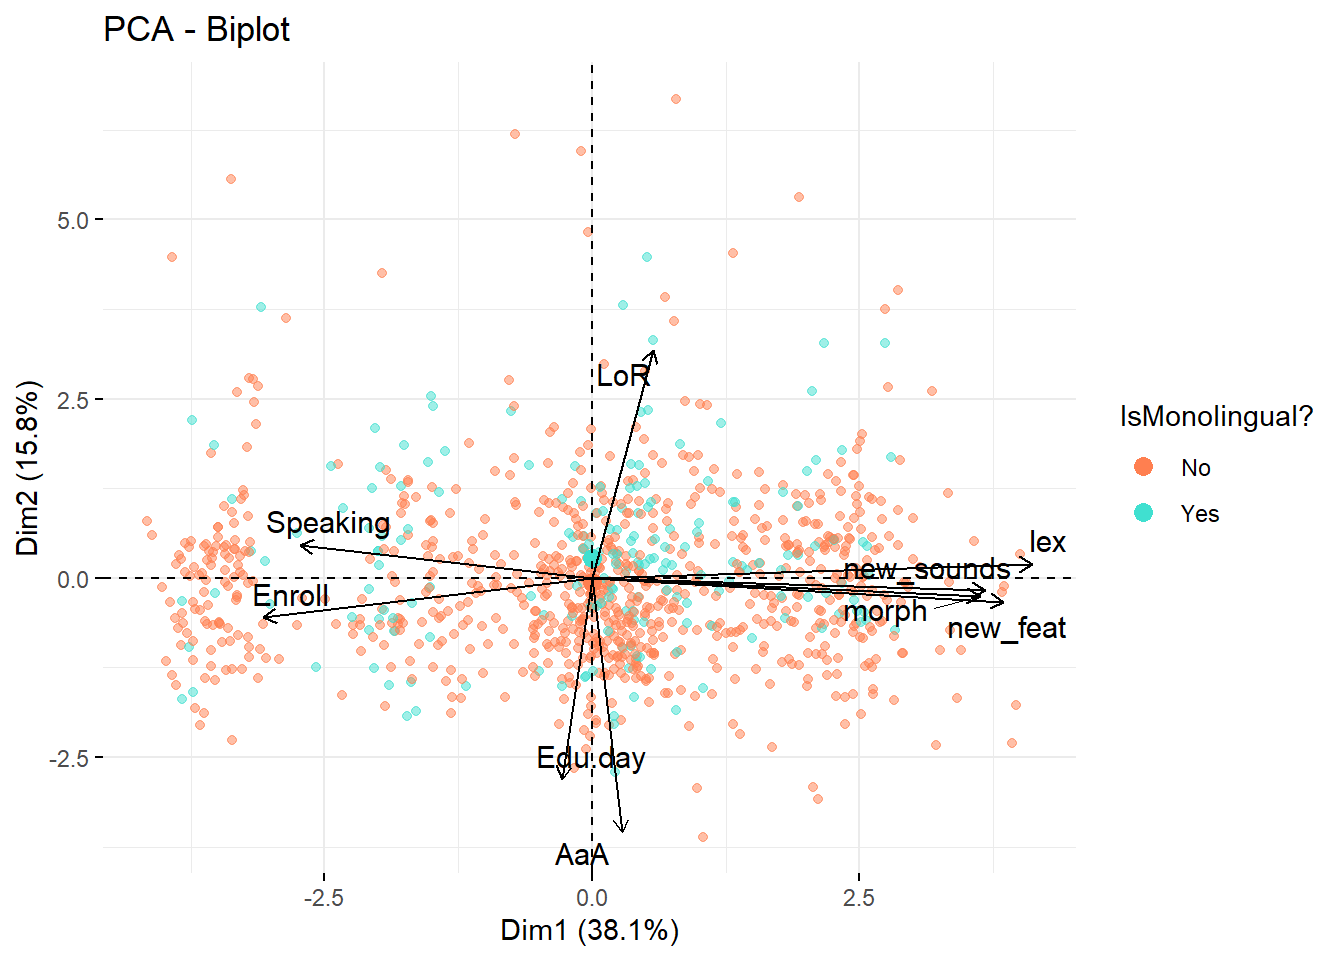 PCA - Biplot
Dim2 (15.8%)
5.0
2.5
0.0
-2.5
LoR
Speaking
Enroll
lex
new_sounds
morph
new_feat
Edu.day
AaA
-2.5
0.0
2.5
Dim1 (38.1%)
IsMonolingual?
No
Yes